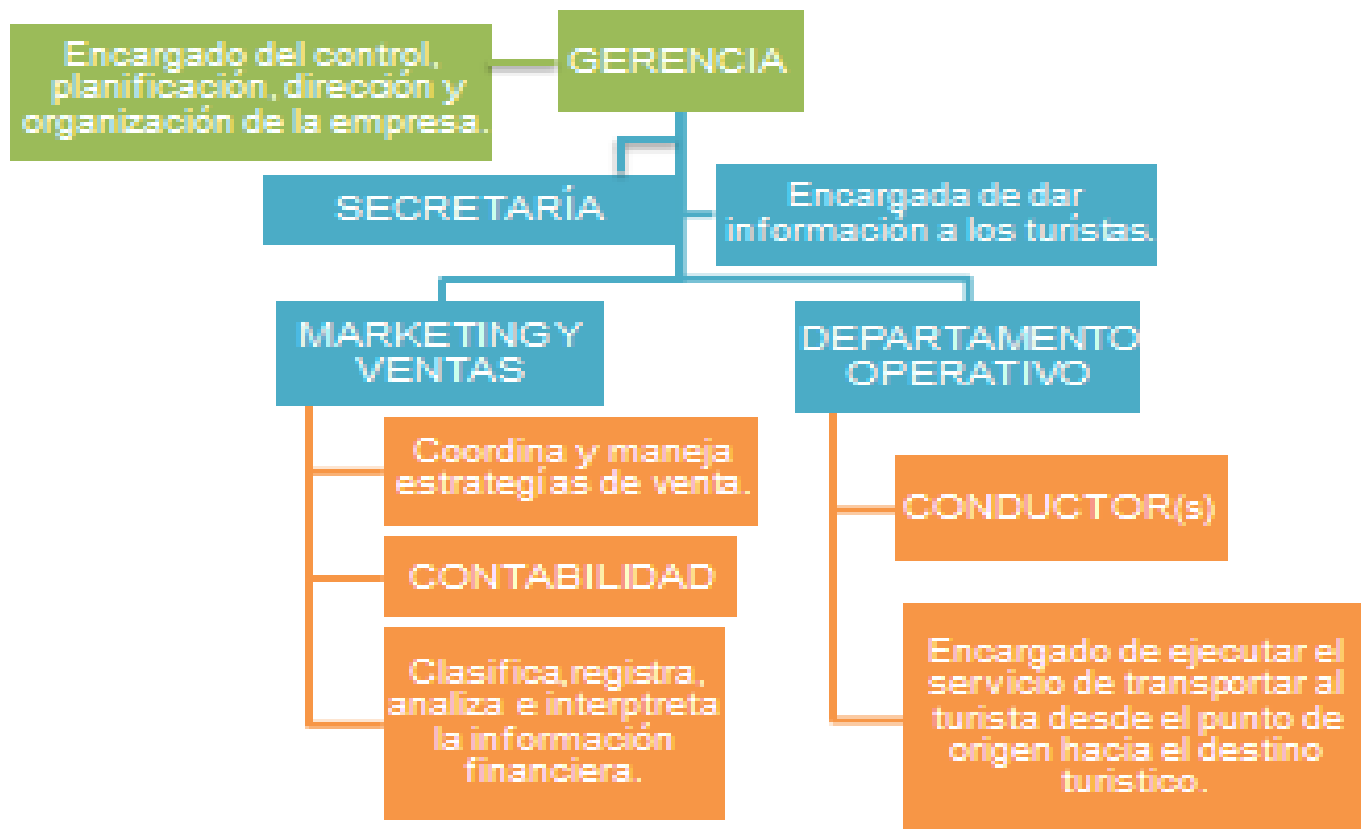 Encargado del control,
planificación, dirección y
organización de la empresa.
GERENCIA
SECRETARÍA
Encargada de dar
información a los turistas.
MARKETING Y
VENTAS
DEPARTAMENTO
OPERATIVO
Coordina y maneja
estrategias de venta.
CONTABILIDAD
Clasifica, registra,
analiza e interptreta
la información
financiera.
CONDUCTOR(s)
Encargado de ejecutar el
servicio de transportar al
turista desde el punto de
origen hacia el destino
turistico.